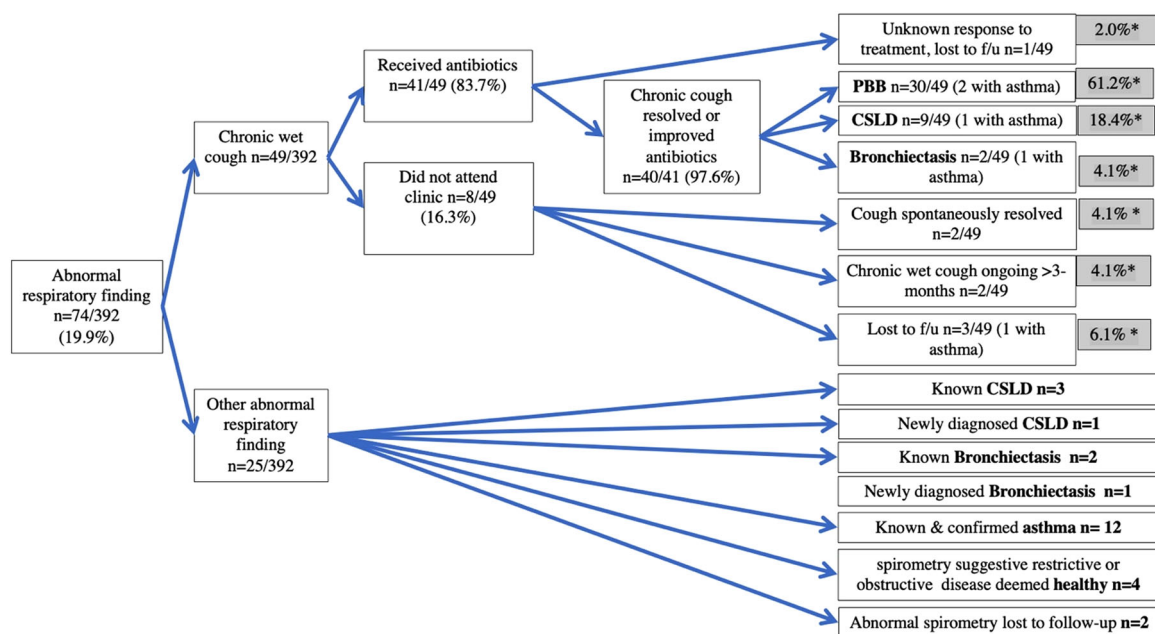 Abnormal
respiratory finding
n=74/392
(19.9%)
Chronic wet
cough n=49/392
Other abnormal
respiratory
finding
n=25/392
Received antibiotics
n=41/49 (83.7%)
Did not attend
clinic n=8/49
(16.3%)
Chronic cough
resolved or
improved
antibiotics
n=40/41 (97.6%)
Unknown response to
treatment, lost to f/u n=1/49
2.0%*
PBB n=30/49 (2 with asthma)
61.2%*
CSLD n=9/49 (1 with asthma)
18.4%*
Bronchiectasis n=2/49 (1 with
asthma)
4.1%*
Cough spontaneously resolved
n=2/49
4.1% *
Chronic wet cough ongoing >3-
months n=2/49
4.1%*
Lost to f/u n=3/49 (1 with
asthma)
6.1% *
Known CSLD n=3
Newly diagnosed CSLD n=1
Known Bronchiectasis n=2
Newly diagnosed Bronchiectasis n=1
Known & confirmed asthma n= 12
spirometry suggestive restrictive or
obstructive disease deemed healthy n=4
Abnormal spirometry lost to follow-up n=2